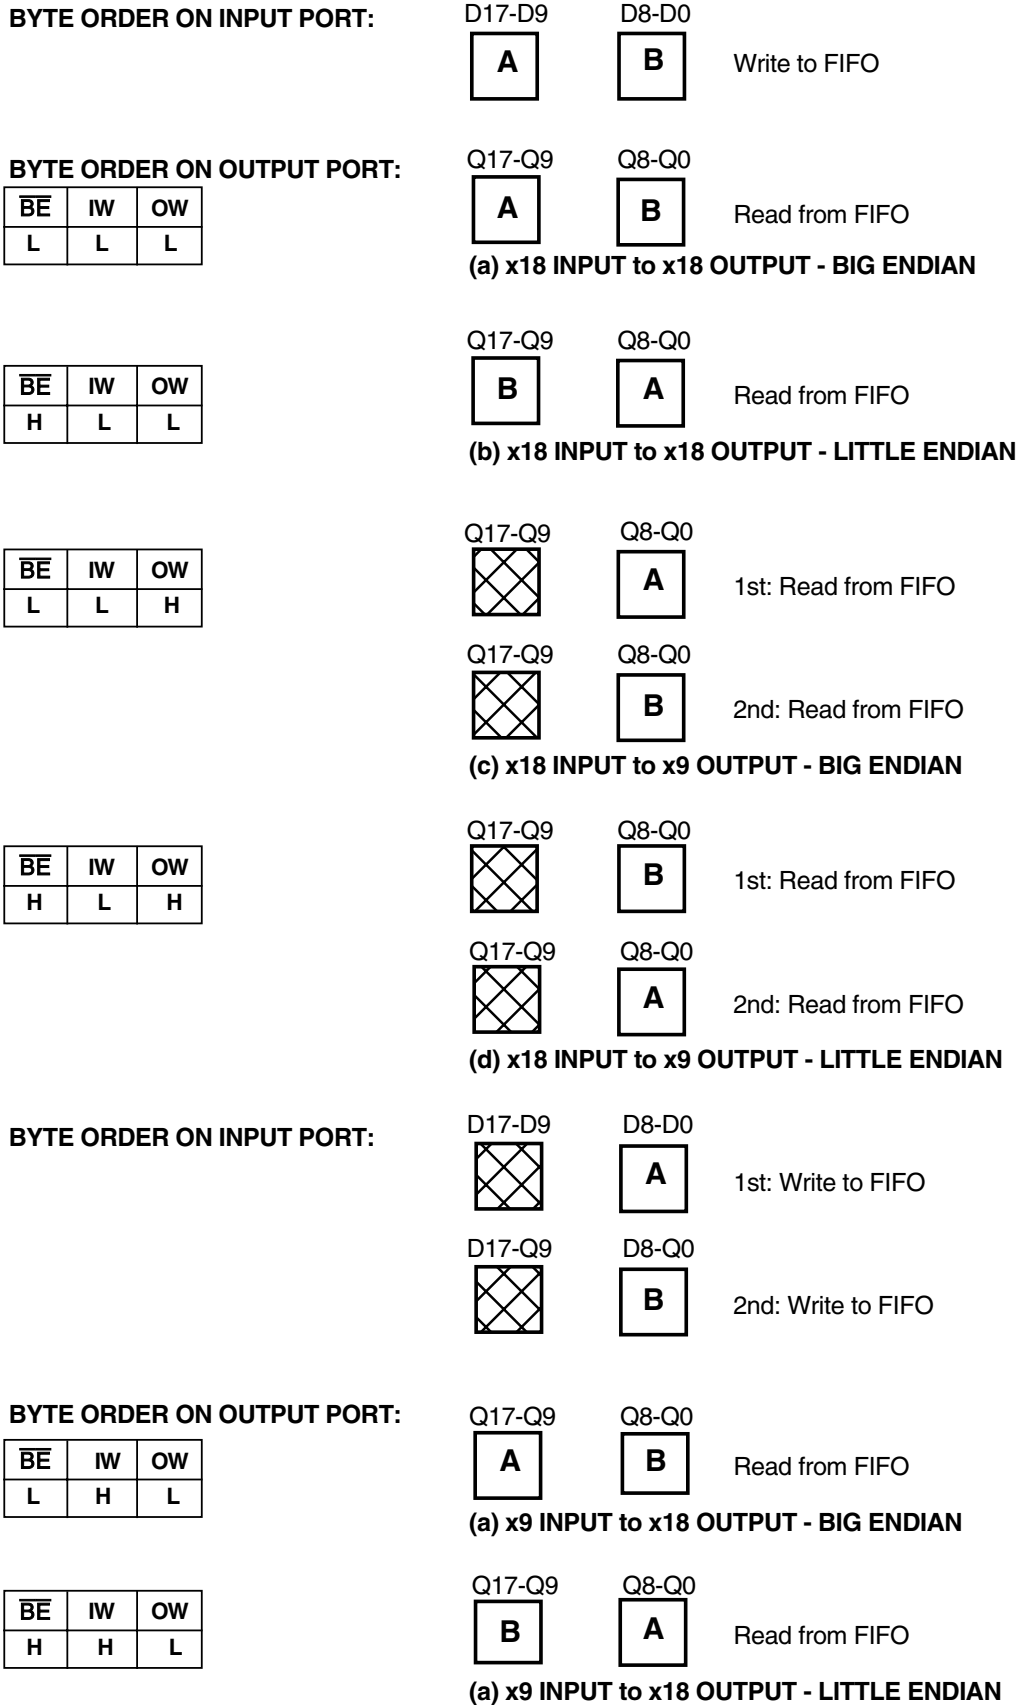 BYTE ORDER ON INPUT PORT:
D17-D9 D8-D0
A B Write to FIFO
BYTE ORDER ON OUTPUT PORT:
Q17-Q9 Q8-Q0
BE IW OW
L L L
A B Read from FIFO
(a) x18 INPUT to x18 OUTPUT - BIG ENDIAN
Q17-Q9 Q8-Q0
BE IW OW
H L L
B A Read from FIFO
(b) x18 INPUT to x18 OUTPUT - LITTLE ENDIAN
Q17-Q9 Q8-Q0
BE IW OW
L L H
A 1st: Read from FIFO
Q17-Q9 Q8-Q0
B 2nd: Read from FIFO
(c) x18 INPUT to x9 OUTPUT - BIG ENDIAN
Q17-Q9 Q8-Q0
BE IW OW
H L H
B 1st: Read from FIFO
Q17-Q9 Q8-Q0
A 2nd: Read from FIFO
(d) x18 INPUT to x9 OUTPUT - LITTLE ENDIAN
BYTE ORDER ON INPUT PORT:
D17-D9 D8-D0
A 1st: Write to FIFO
D17-Q9 D8-Q0
B 2nd: Write to FIFO
BYTE ORDER ON OUTPUT PORT:
Q17-Q9 Q8-Q0
BE IW OW
L H L
A B Read from FIFO
(a) x9 INPUT to x18 OUTPUT - BIG ENDIAN
Q17-Q9 Q8-Q0
BE IW OW
H H L
B A Read from FIFO
(a) x9 INPUT to x18 OUTPUT - LITTLE ENDIAN